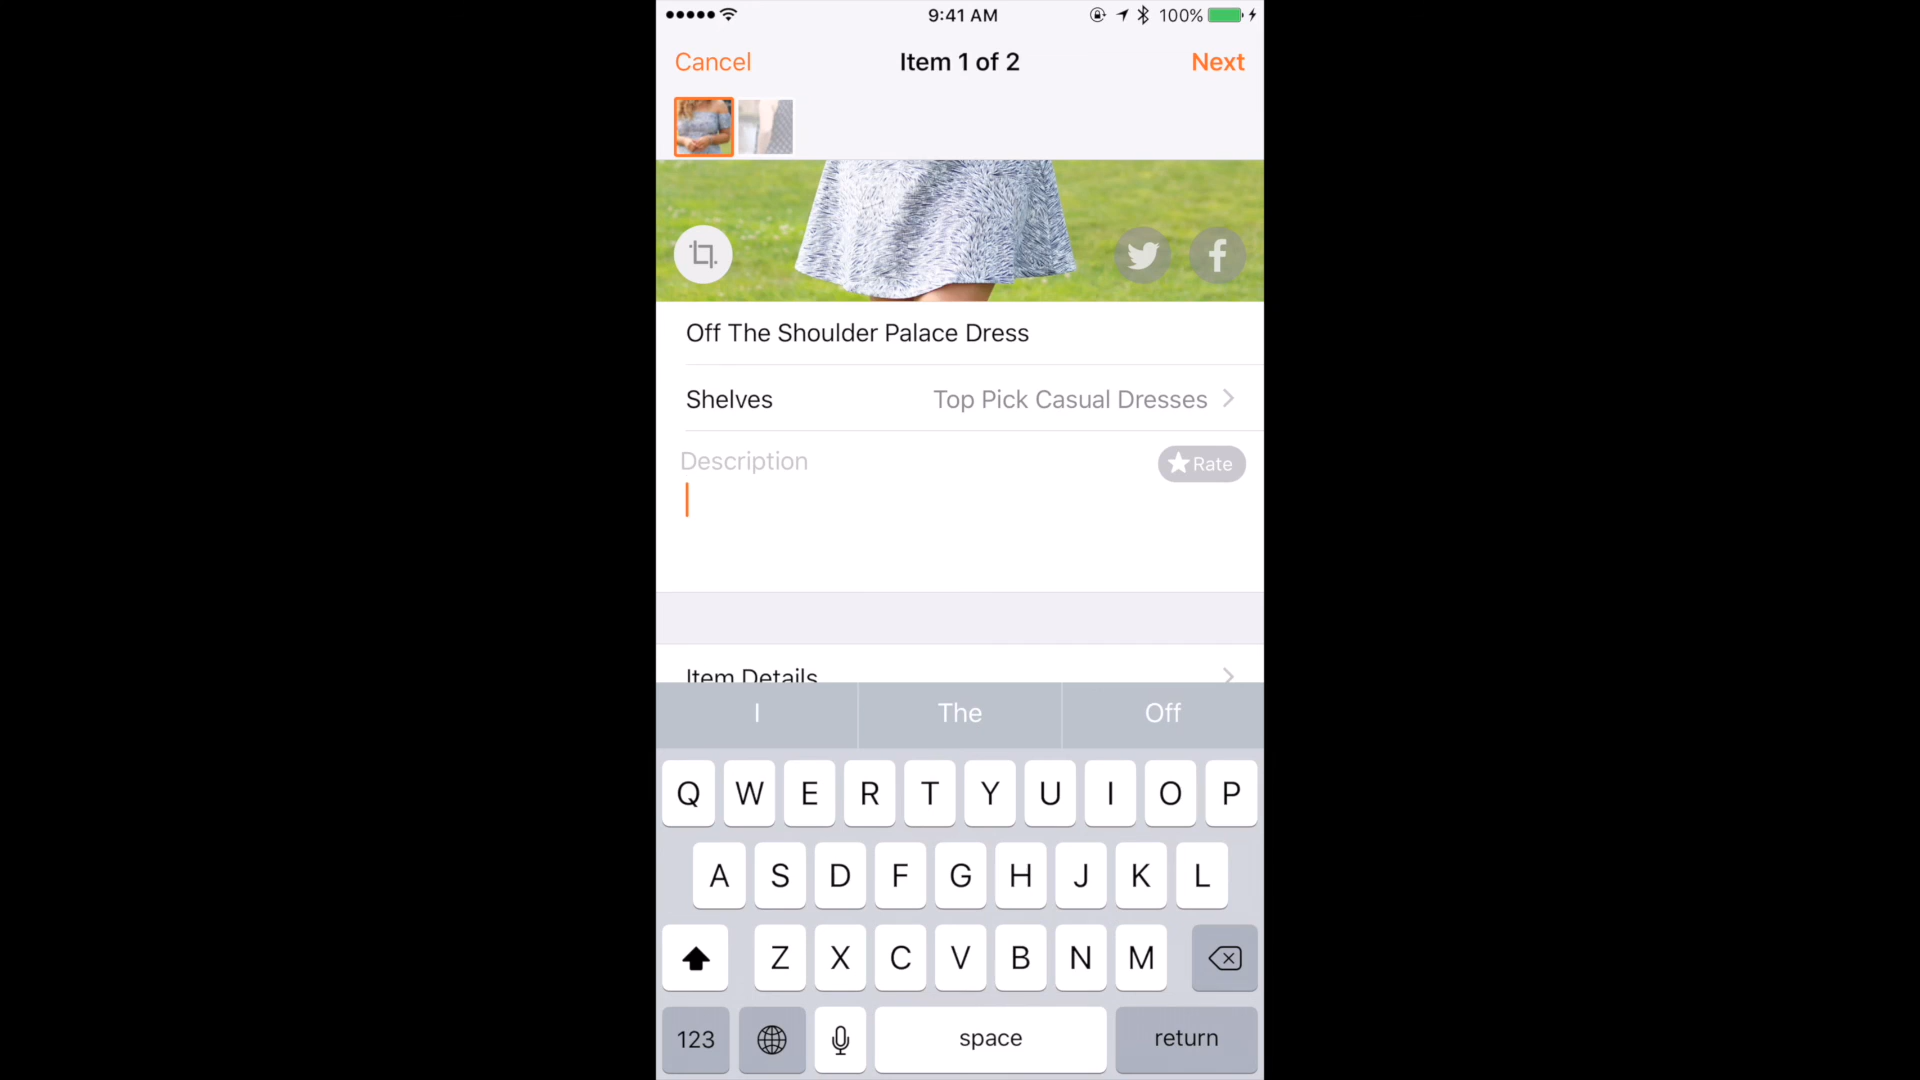 9:41 AM 100%
Cancel Item 1 of 2 Next
Off The Shoulder Palace Dress
Shelves Top Pick Casual Dresses
Description Rate
Item Details
I The Off
Q W E R T Y U I O P
A S D F G H J K L
Z X C V B N M
123 space return